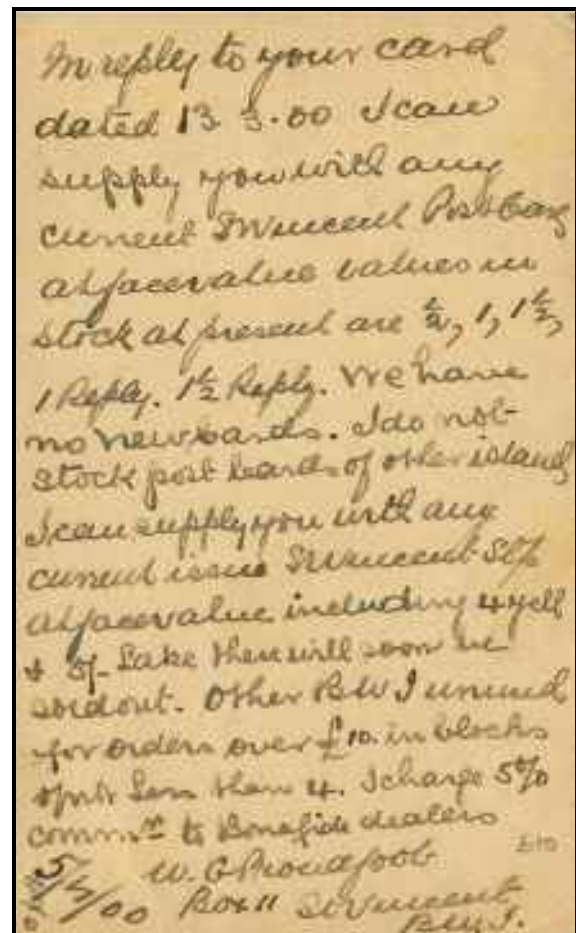 In reply to your card
dated 13. 3. 00 I can
supply you with any
current St Vincent Post Cards
at face value values in
stock at present are ½, 1, 1½,
1 Reply. 1½ Reply. We have
no new cards. I do not
stock post cards of other islands
I can supply you with any
current issue St Vincent Stps
at face value including 4 yell
& 5/- Lake these will soon be
sold out. Other B W I unused
for orders over £10. in blocks
of not less than 4. I charge 5%
commn to Bonafide dealers
W. G Proudfoot
5/4/00 Box 11 St Vincent
B W I.
£10